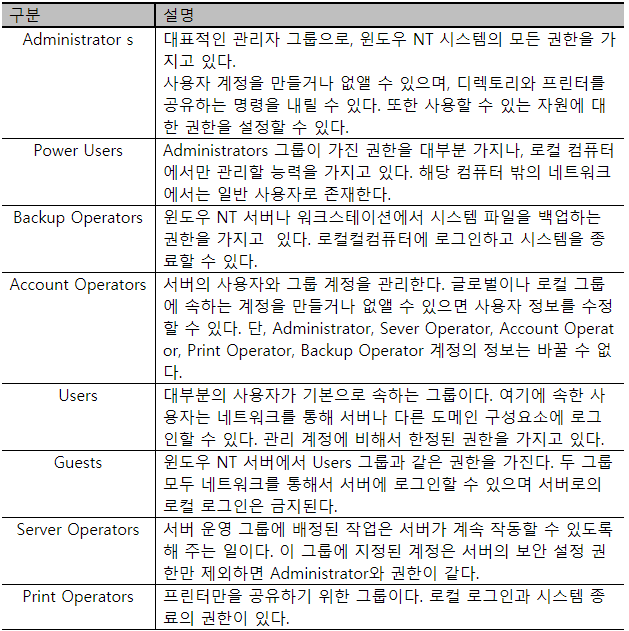 구분 설명
Administrator s 대표적인 관리자 그룹으로, 윈도우 NT 시스템의 모든 권한을 가
지고 있다.
사용자 계정을 만들거나 없앨 수 있으며, 디렉토리와 프린터를
공유하는 명령을 내릴 수 있다. 또한 사용할 수 있는 자원에 대
한 권한을 설정할 수 있다.
Power Users Administrators 그룹이 가진 권한을 대부분 가지나, 로컬 컴퓨터
에서만 관리할 능력을 가지고 있다. 해당 컴퓨터 밖의 네트워크
에서는 일반 사용자로 존재한다.
Backup Operators 윈도우 NT 서버나 워크스테이션에서 시스템 파일을 백업하는
권한을 가지고  있다. 로컬컬컴퓨터에 로그인하고 시스템을 종
료할 수 있다.
Account Operators 서버의 사용자와 그룹 계정을 관리한다. 글로벌이나 로컬 그룹
에 속하는 계정을 만들거나 없앨 수 있으면 사용자 정보를 수정
할 수 있다. 단, Administrator, Sever Operator, Account Operat
or, Print Operator, Backup Operator 계정의 정보는 바꿀 수 없
다.
Users 대부분의 사용자가 기본으로 속하는 그룹이다. 여기에 속한 사
용자는 네트워크를 통해 서버나 다른 도메인 구성요소에 로그
인할 수 있다. 관리 계정에 비해서 한정된 권한을 가지고 있다.
Guests 윈도우 NT 서버에서 Users 그룹과 같은 권한을 가진다. 두 그룹
모두 네트워크를 통해서 서버에 로그인할 수 있으며 서버로의
로컬 로그인은 금지된다.
Server Operators 서버 운영 그룹에 배정된 작업은 서버가 계속 작동할 수 있도록
해 주는 일이다. 이 그룹에 지정된 계정은 서버의 보안 설정 권
한만 제외하면 Administrator와 권한이 같다.
Print Operators 프린터만을 공유하기 위한 그룹이다. 로컬 로그인과 시스템 종
료의 권한이 있다.